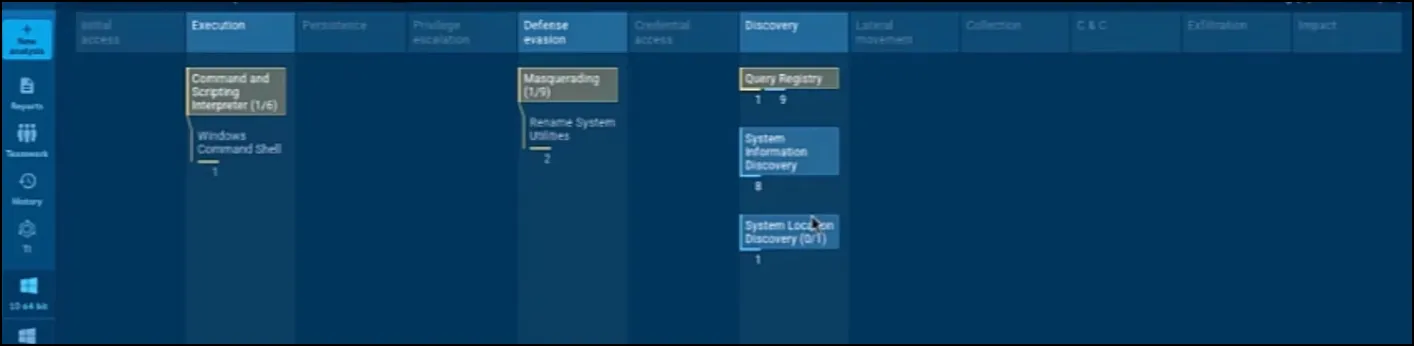 +
New
analysis
Reports
Teamwork
History
TI
10 64 bit
Initial
access
Execution
Persistence
Privilege
escalation
Defense
evasion
Credential
access
Discovery
Lateral
movement
Collection
C & C
Exfiltration
Impact
Command and
Scripting
Interpreter (1/6)
Windows
Command Shell
1
Masquerading
(1/9)
Rename System
Utilities
2
Query Registry
1 9
System
Information
Discovery
8
System Location
Discovery (0/1)
1